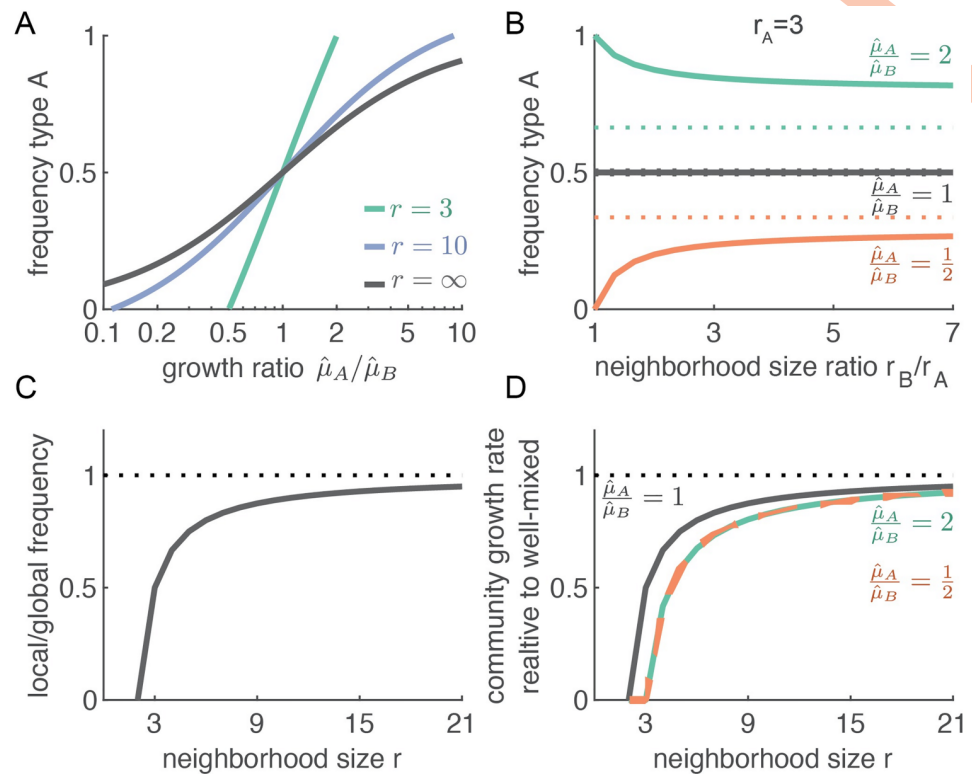 A
frequency type A
1
0.5
0
r = 3
r = 10
r = ∞
0.1 0.2 0.5 1 2 5 10
growth ratio μ̂_A/μ̂_B
B
r_A=3
frequency type A
1
0.5
0
μ̂_A/μ̂_B = 2
μ̂_A/μ̂_B = 1
μ̂_A/μ̂_B = 1/2
1 3 5 7
neighborhood size ratio r_B/r_A
C
local/global frequency
1
0.5
0
3 9 15 21
neighborhood size r
D
community growth rate
realtive to well-mixed
1
0.5
0
μ̂_A/μ̂_B = 1
μ̂_A/μ̂_B = 2
μ̂_A/μ̂_B = 1/2
3 9 15 21
neighborhood size r